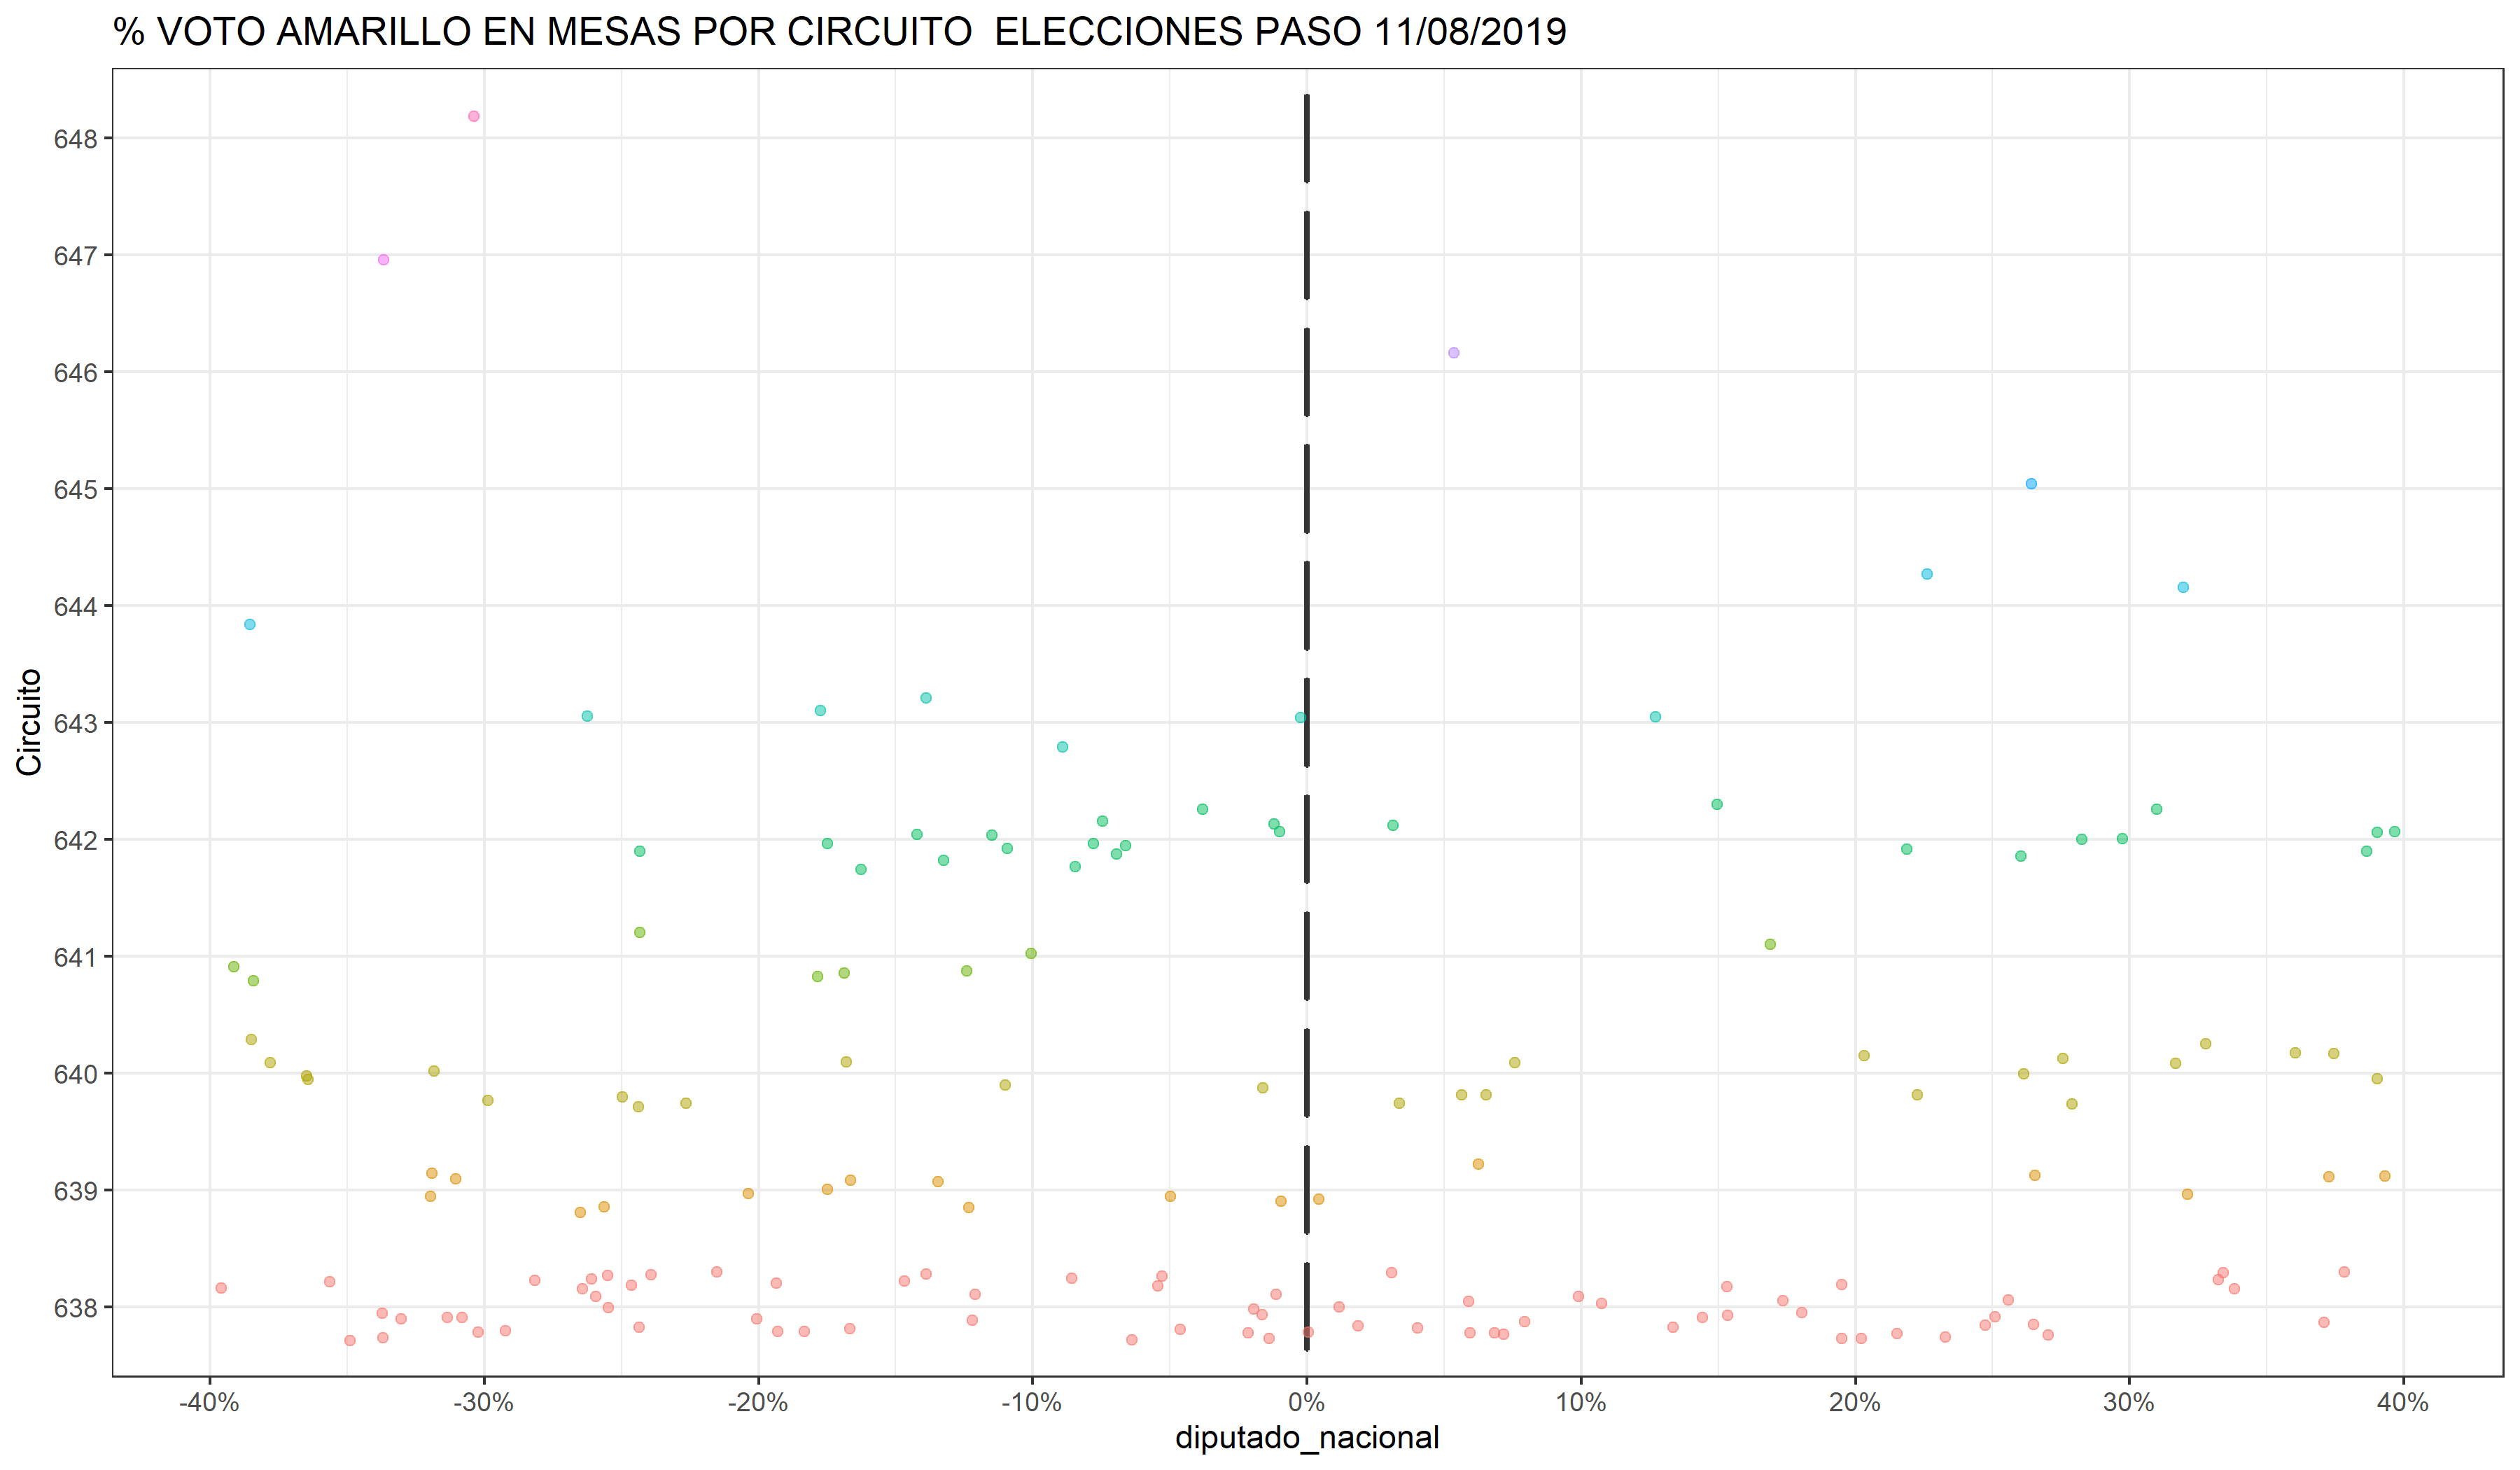 % VOTO AMARILLO EN MESAS POR CIRCUITO  ELECCIONES PASO 11/08/2019
648
647
646
645
644
643
642
641
640
639
638
Circuito
-40% -30% -20% -10% 0% 10% 20% 30% 40%
diputado_nacional